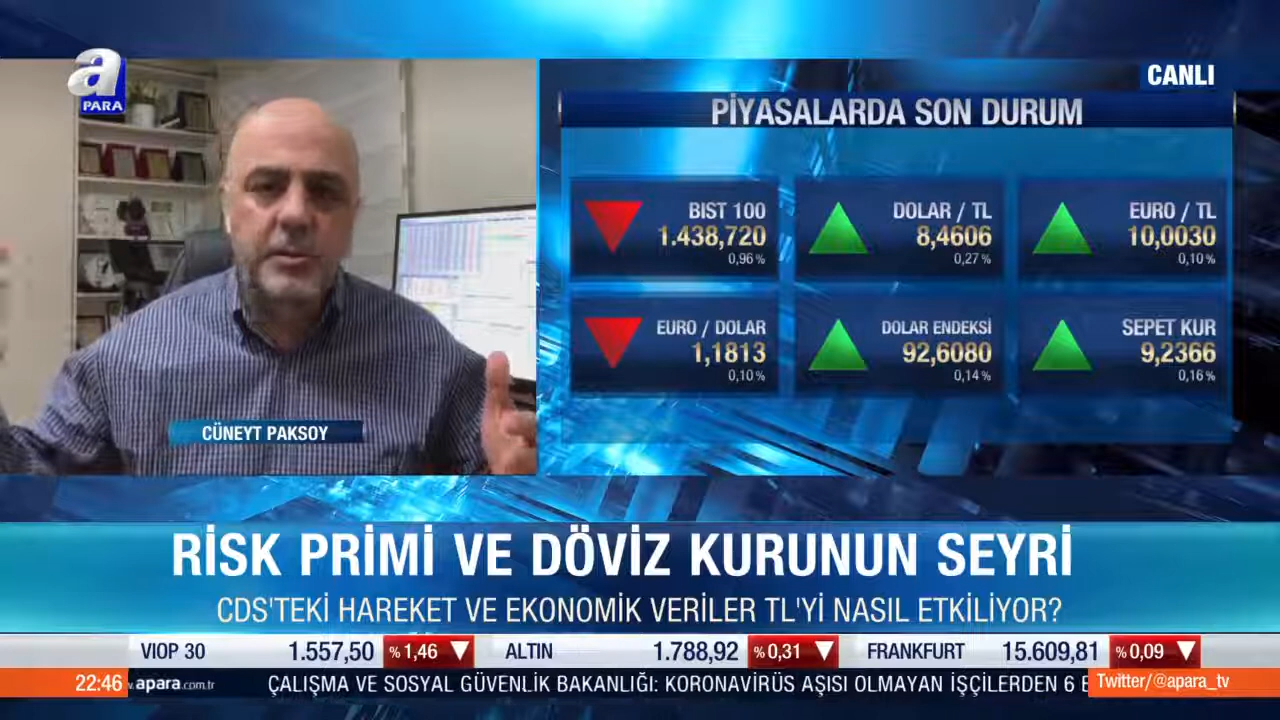 a
PARA
CANLI
PİYASALARDA SON DURUM
BIST 100
1.438,720
0,96 %
DOLAR / TL
8,4606
0,27 %
EURO / TL
10,0030
0,10 %
EURO / DOLAR
1,1813
0,10 %
DOLAR ENDEKSİ
92,6080
0,14 %
SEPET KUR
9,2366
0,16 %
CÜNEYT PAKSOY
RİSK PRİMİ VE DÖVİZ KURUNUN SEYRİ
CDS'TEKİ HAREKET VE EKONOMİK VERİLER TL'Yİ NASIL ETKİLİYOR?
VIOP 30 1.557,50 % 1,46 ALTIN 1.788,92 % 0,31 FRANKFURT 15.609,81 % 0,09
22:46 .apara.com.tr ÇALIŞMA VE SOSYAL GÜVENLİK BAKANLIĞI: KORONAVİRÜS AŞISI OLMAYAN İŞÇİLERDEN 6 E Twitter/@apara_tv